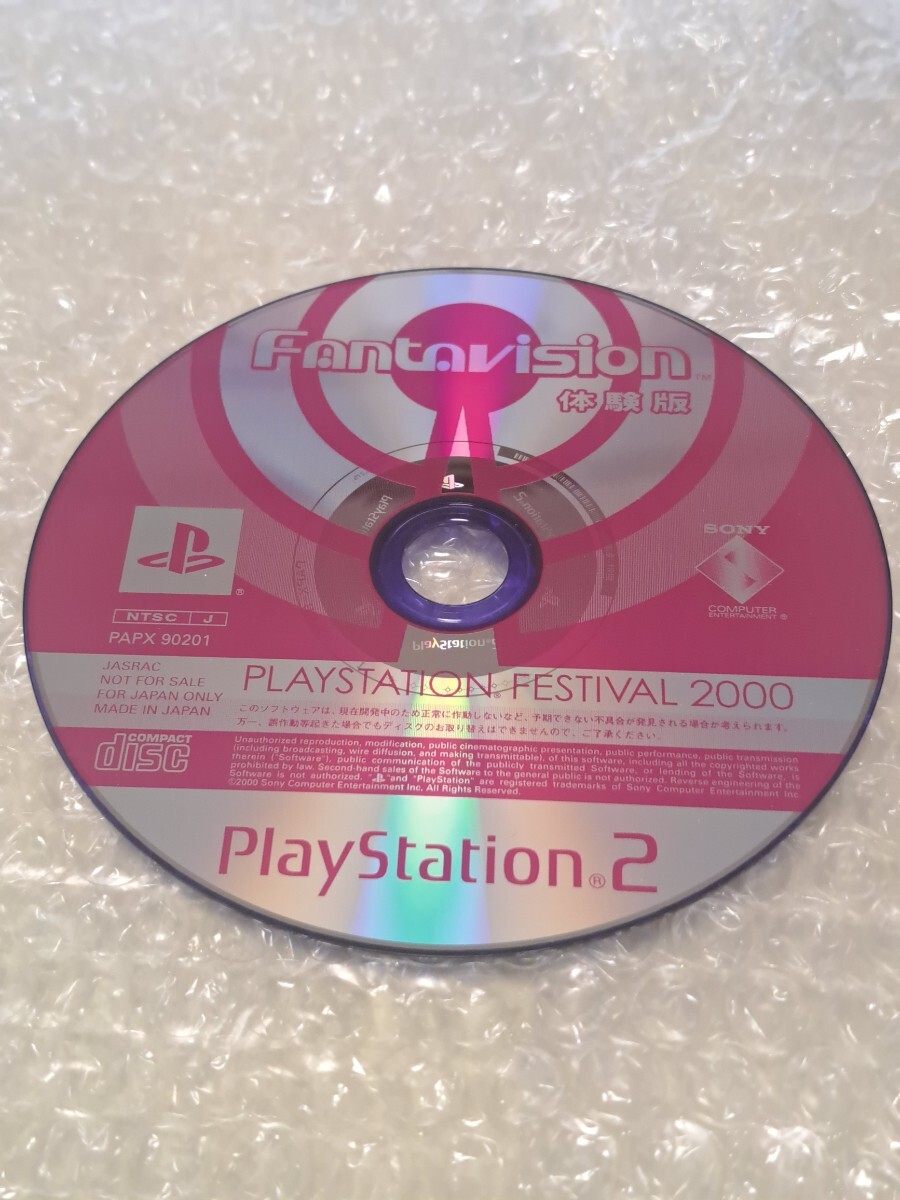 Fantavision™
体験版
SONY
COMPUTER
ENTERTAINMENT®
NTSC J
PAPX 90201
JASRAC
NOT FOR SALE
FOR JAPAN ONLY
MADE IN JAPAN
PlayStation®2
PLAYSTATION® FESTIVAL 2000
このソフトウェアは、現在開発中のため正常に作動しないなど、予期できない不具合が発見される場合が考えられます。
万一、誤作動等起きた場合でもディスクのお取り替えはできませんので、ご了承ください。
COMPACT
disc
Unauthorized reproduction, modification, public cinematographic presentation, public performance, public transmission
(including broadcasting, wire diffusion, and making transmittable), of this software, including all the copyrighted works
therein ("Software"), public communication of the publicly transmitted Software, or lending of the Software, is
prohibited by law. Second-hand sales of the Software to the general public is not authorized. Reverse engineering of the
Software is not authorized. " " and "PlayStation" are registered trademarks of Sony Computer Entertainment Inc.
©2000 Sony Computer Entertainment Inc. All Rights Reserved.
PlayStation®2